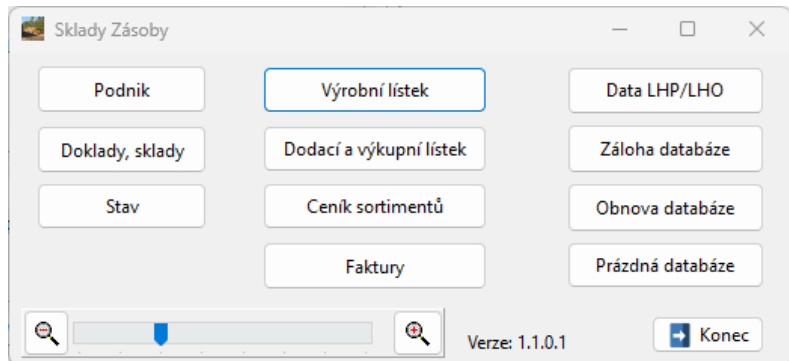 Sklady Zásoby
Podnik
Výrobní lístek
Data LHP/LHO
Doklady, sklady
Dodací a výkupní lístek
Záloha databáze
Stav
Ceník sortimentů
Obnova databáze
Faktury
Prázdná databáze
Verze: 1.1.0.1
Konec